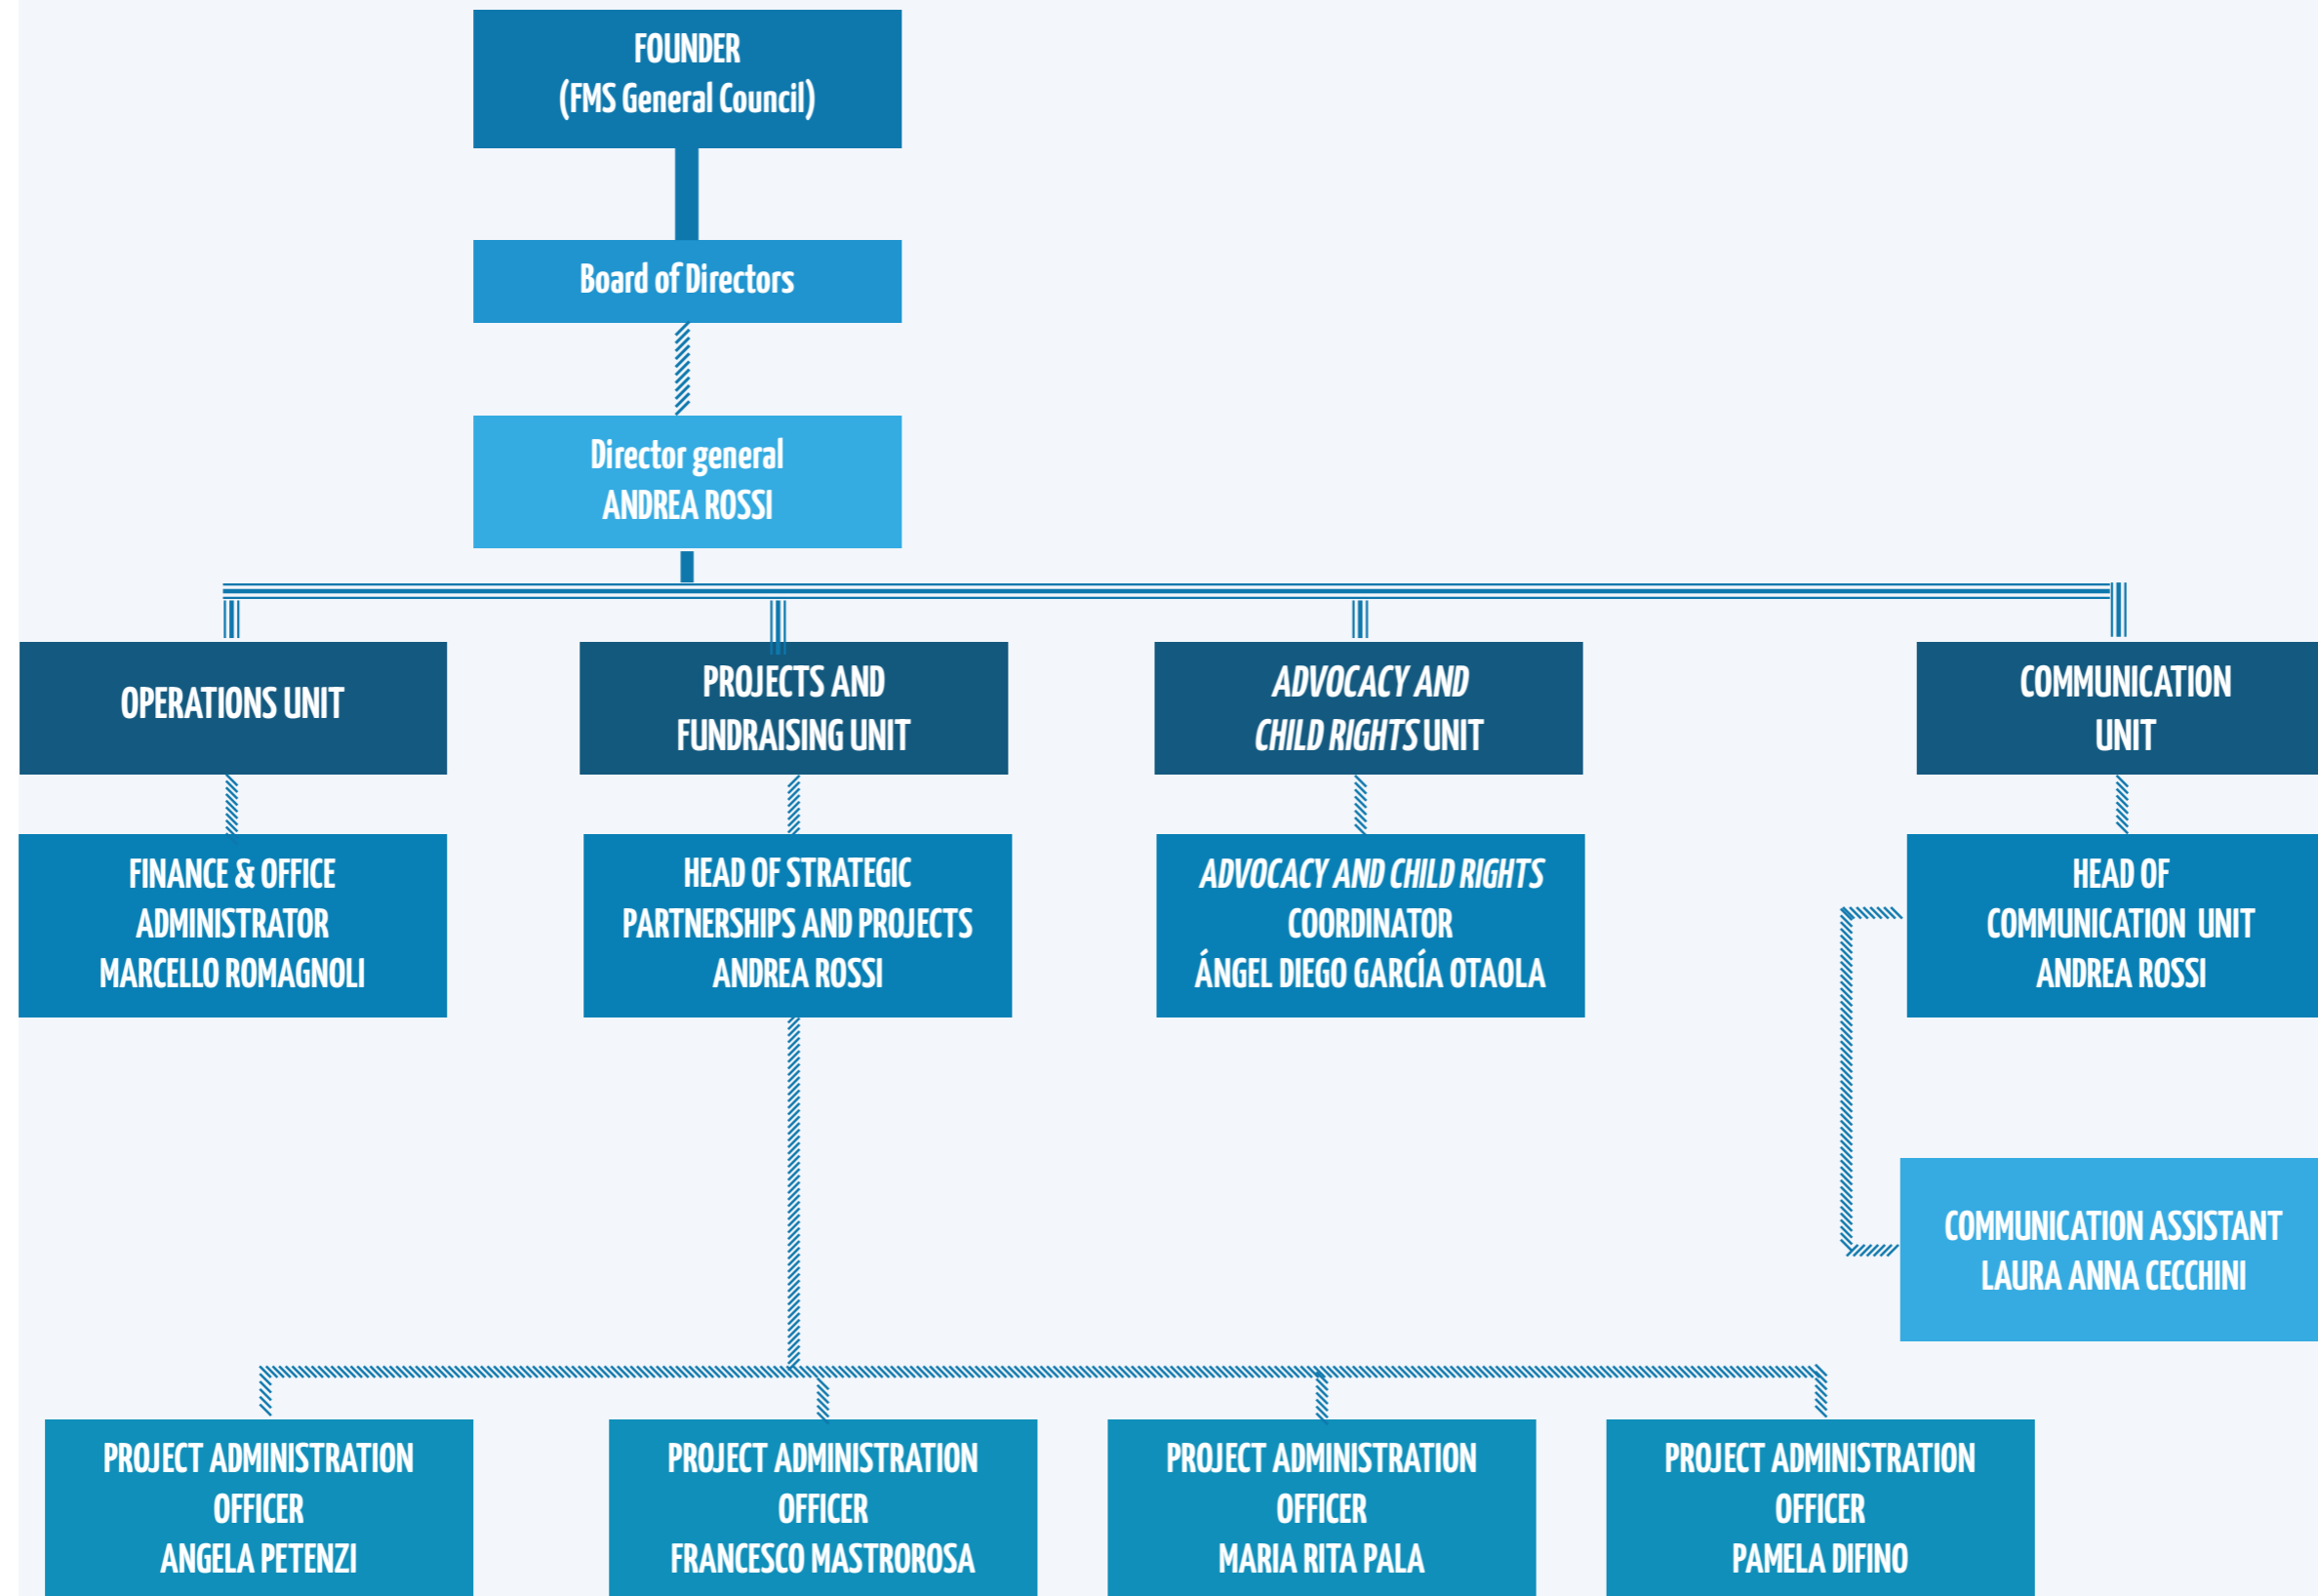 FOUNDER
(FMS General Council)
Board of Directors
Director general
ANDREA ROSSI
OPERATIONS UNIT
PROJECTS AND
FUNDRAISING UNIT
ADVOCACY AND
CHILD RIGHTS UNIT
COMMUNICATION
UNIT
FINANCE & OFFICE
ADMINISTRATOR
MARCELLO ROMAGNOLI
HEAD OF STRATEGIC
PARTNERSHIPS AND PROJECTS
ANDREA ROSSI
ADVOCACY AND CHILD RIGHTS
COORDINATOR
ÁNGEL DIEGO GARCÍA OTAOLA
HEAD OF
COMMUNICATION UNIT
ANDREA ROSSI
COMMUNICATION ASSISTANT
LAURA ANNA CECCHINI
PROJECT ADMINISTRATION
OFFICER
ANGELA PETENZI
PROJECT ADMINISTRATION
OFFICER
FRANCESCO MASTROROSA
PROJECT ADMINISTRATION
OFFICER
MARIA RITA PALA
PROJECT ADMINISTRATION
OFFICER
PAMELA DIFINO